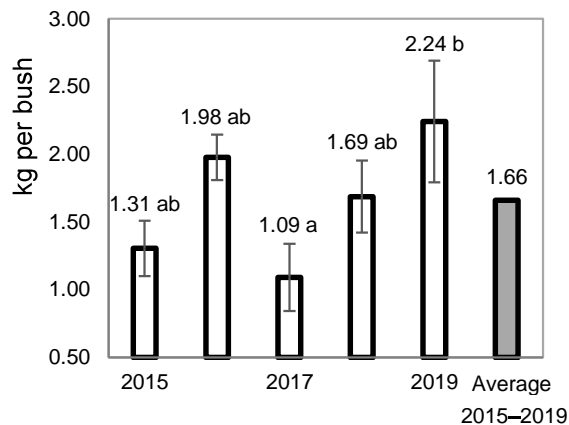 3.00
2.24 b
2.50
1.98 ab
2.00
1.69 ab
1.66
1.31 ab
1.50
1.09 a
1.00
0.50
kg per bush
2015 2017 2019 Average
2015–2019